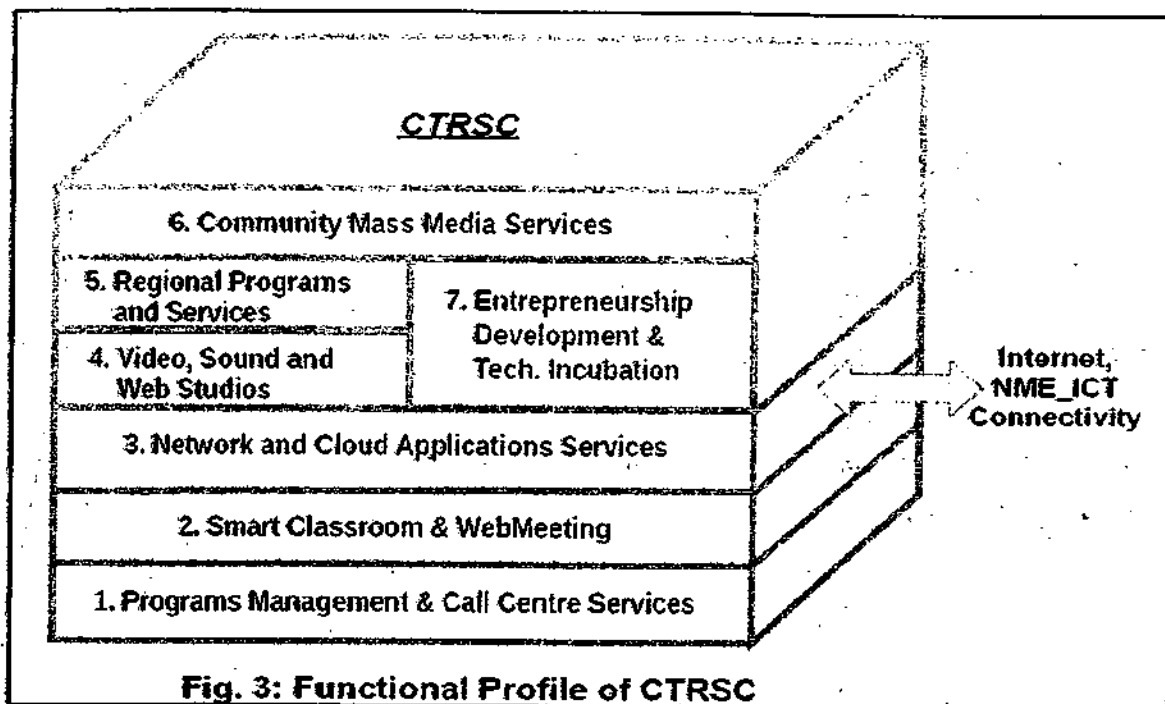 CTRSC
6. Community Mass Media Services
5. Regional Programs
and Services
7. Entrepreneurship
Development &
Tech. Incubation
4. Video, Sound and
Web Studios
Internet,
NME_ICT
Connectivity
3. Network and Cloud Applications Services
2. Smart Classroom & WebMeeting
1. Programs Management & Call Centre Services
Fig. 3: Functional Profile of CTRSC